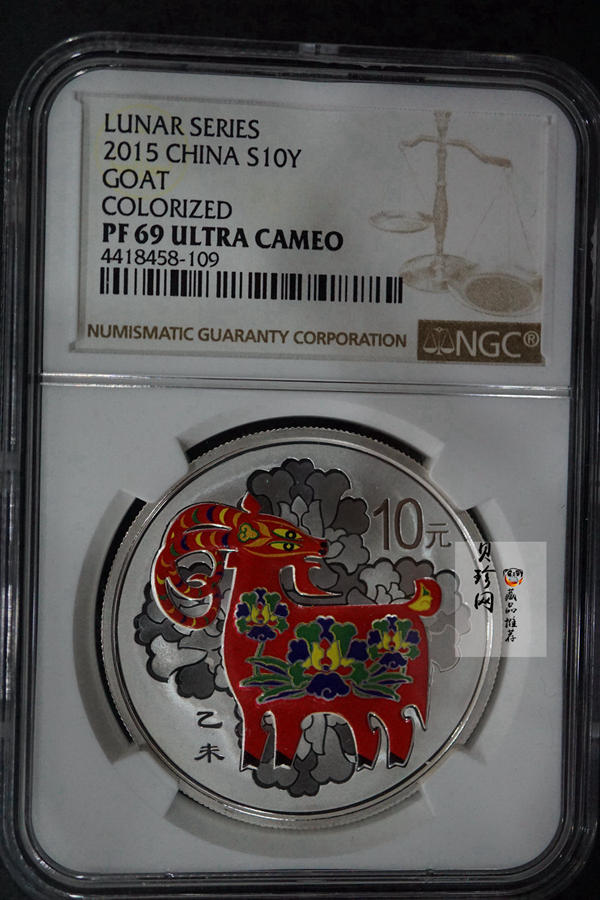 LUNAR SERIES
2015 CHINA S10Y
GOAT
COLORIZED
PF 69 ULTRA CAMEO
4418458-109
NUMISMATIC GUARANTY CORPORATION
NGC®
10元
乙未
贝珍网
藏品推荐